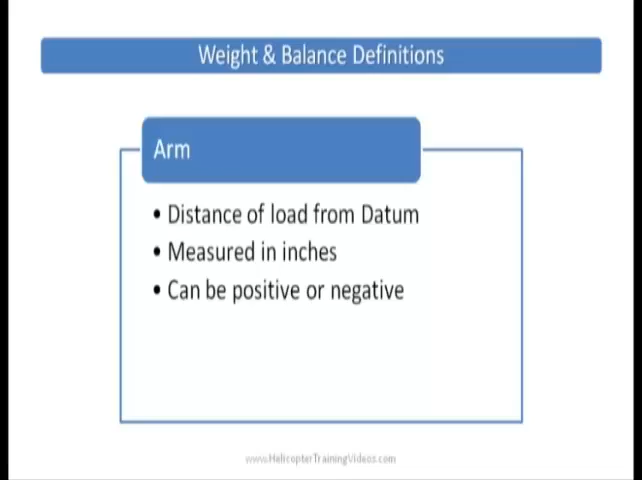 Weight & Balance Definitions
Arm
• Distance of load from Datum
• Measured in inches
• Can be positive or negative
www.HelicopterTrainingVideos.com